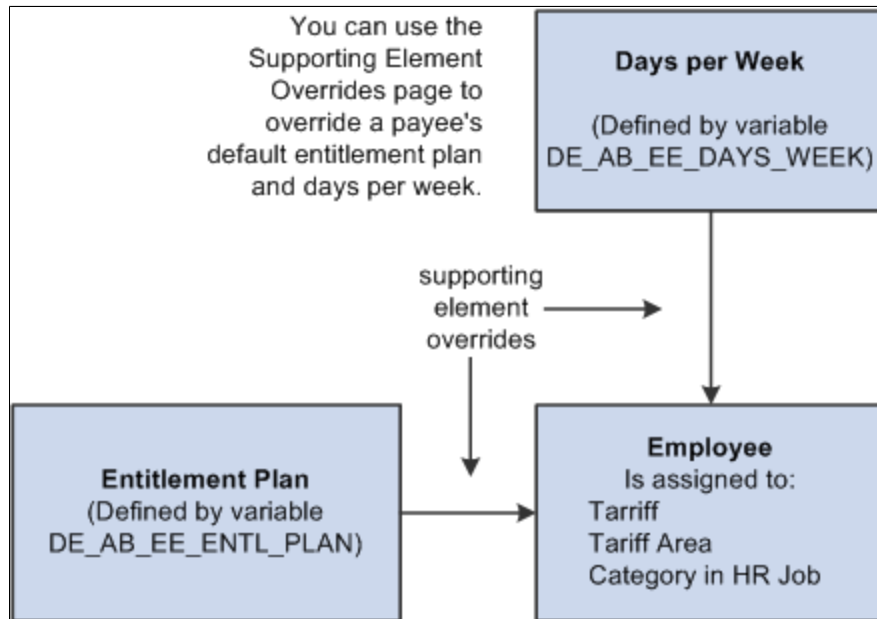 You can use the
Supporting Element
Overrides page to
override a payee's
default entitlement plan
and days per week.
Days per Week
(Defined by variable
DE_AB_EE_DAYS_WEEK)
supporting
element
overrides
Entitlement Plan
(Defined by variable
DE_AB_EE_ENTL_PLAN)
Employee
Is assigned to:
Tarriff
Tariff Area
Category in HR Job